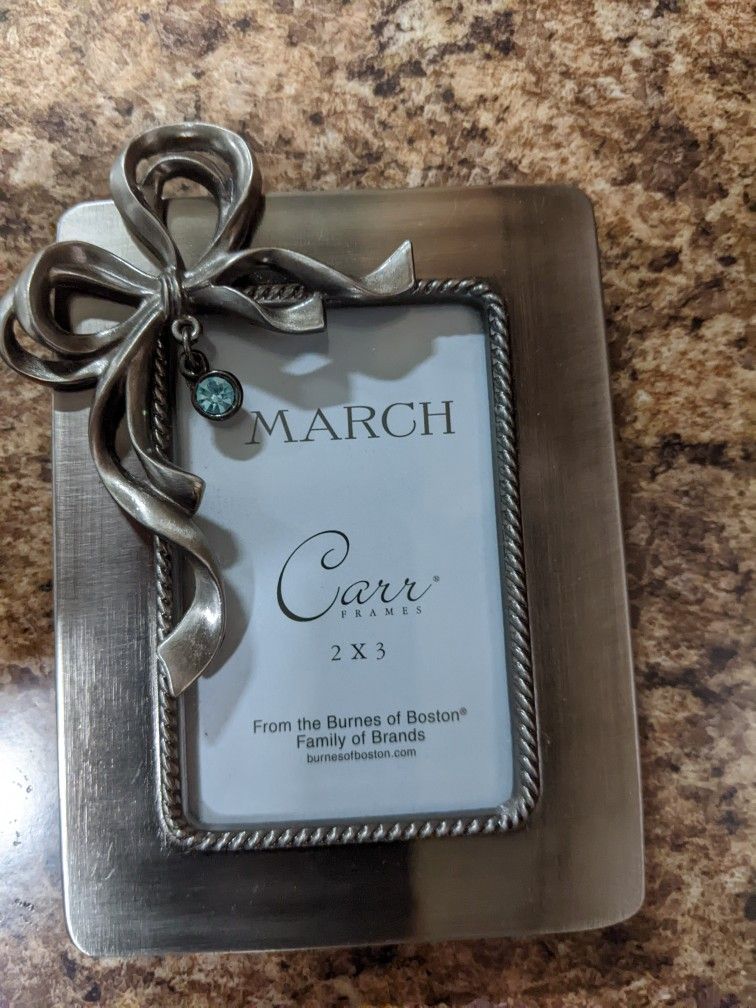 MARCH
Carr®
FRAMES
2 X 3
From the Burnes of Boston®
Family of Brands
burnesofboston.com